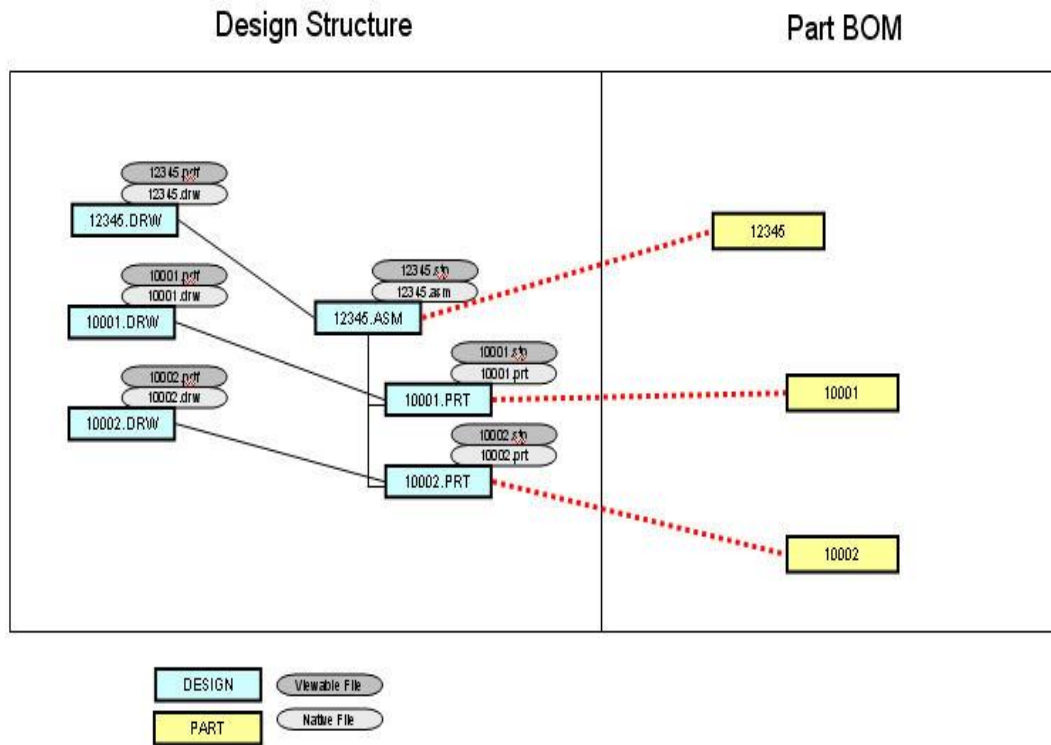 Design Structure
Part BOM
12345.pdf
12345.drw
12345.DRW
12345
10001.pdf
10001.drw
10001.DRW
12345.stp
12345.asm
12345.ASM
10001.stp
10001.prt
10001.PRT
10001
10002.pdf
10002.drw
10002.DRW
10002.stp
10002.prt
10002.PRT
10002
DESIGN
Viewable File
PART
Native File